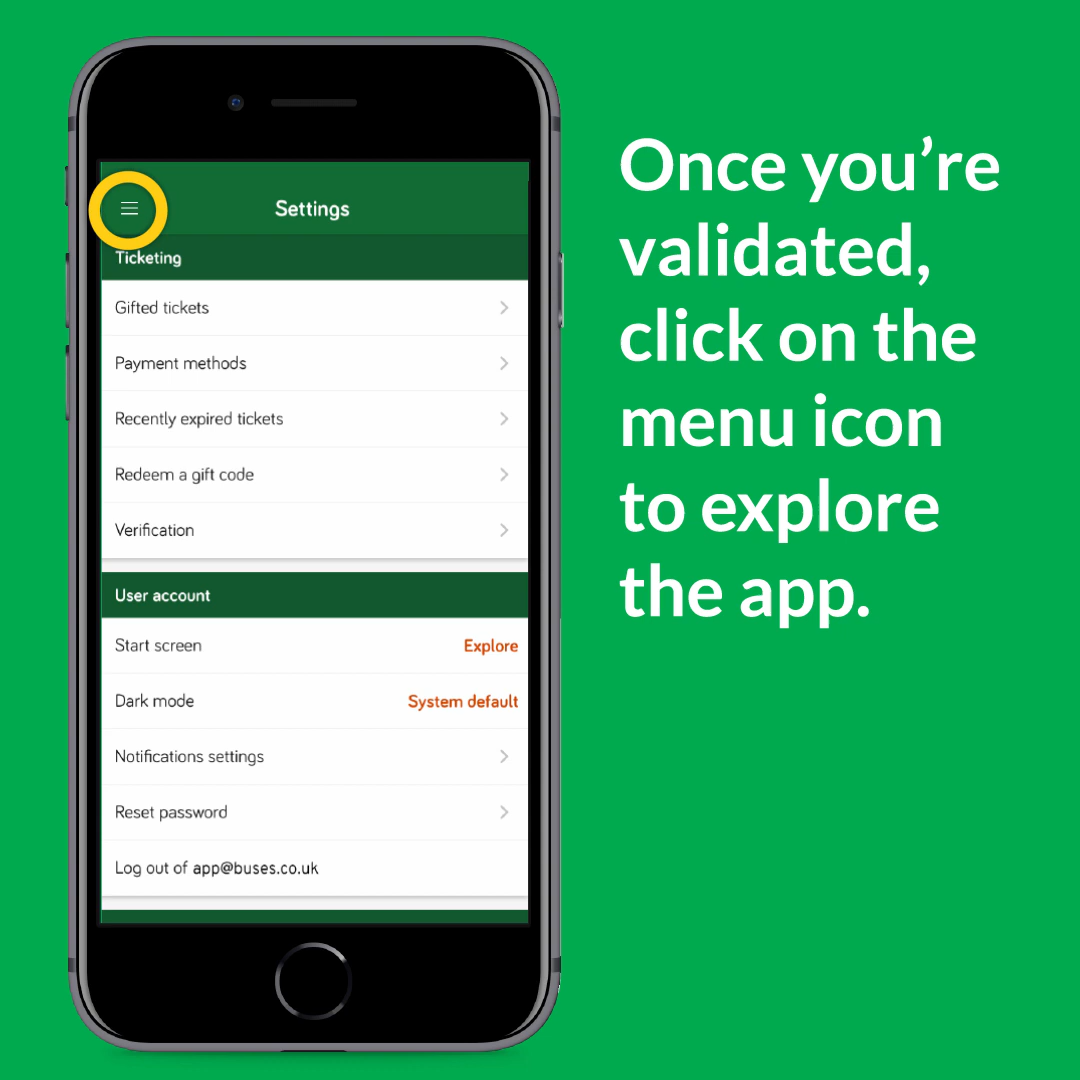 Settings
Ticketing
Gifted tickets
Payment methods
Recently expired tickets
Redeem a gift code
Verification
User account
Start screen Explore
Dark mode System default
Notifications settings
Reset password
Log out of app@buses.co.uk
Once you’re
validated,
click on the
menu icon
to explore
the app.